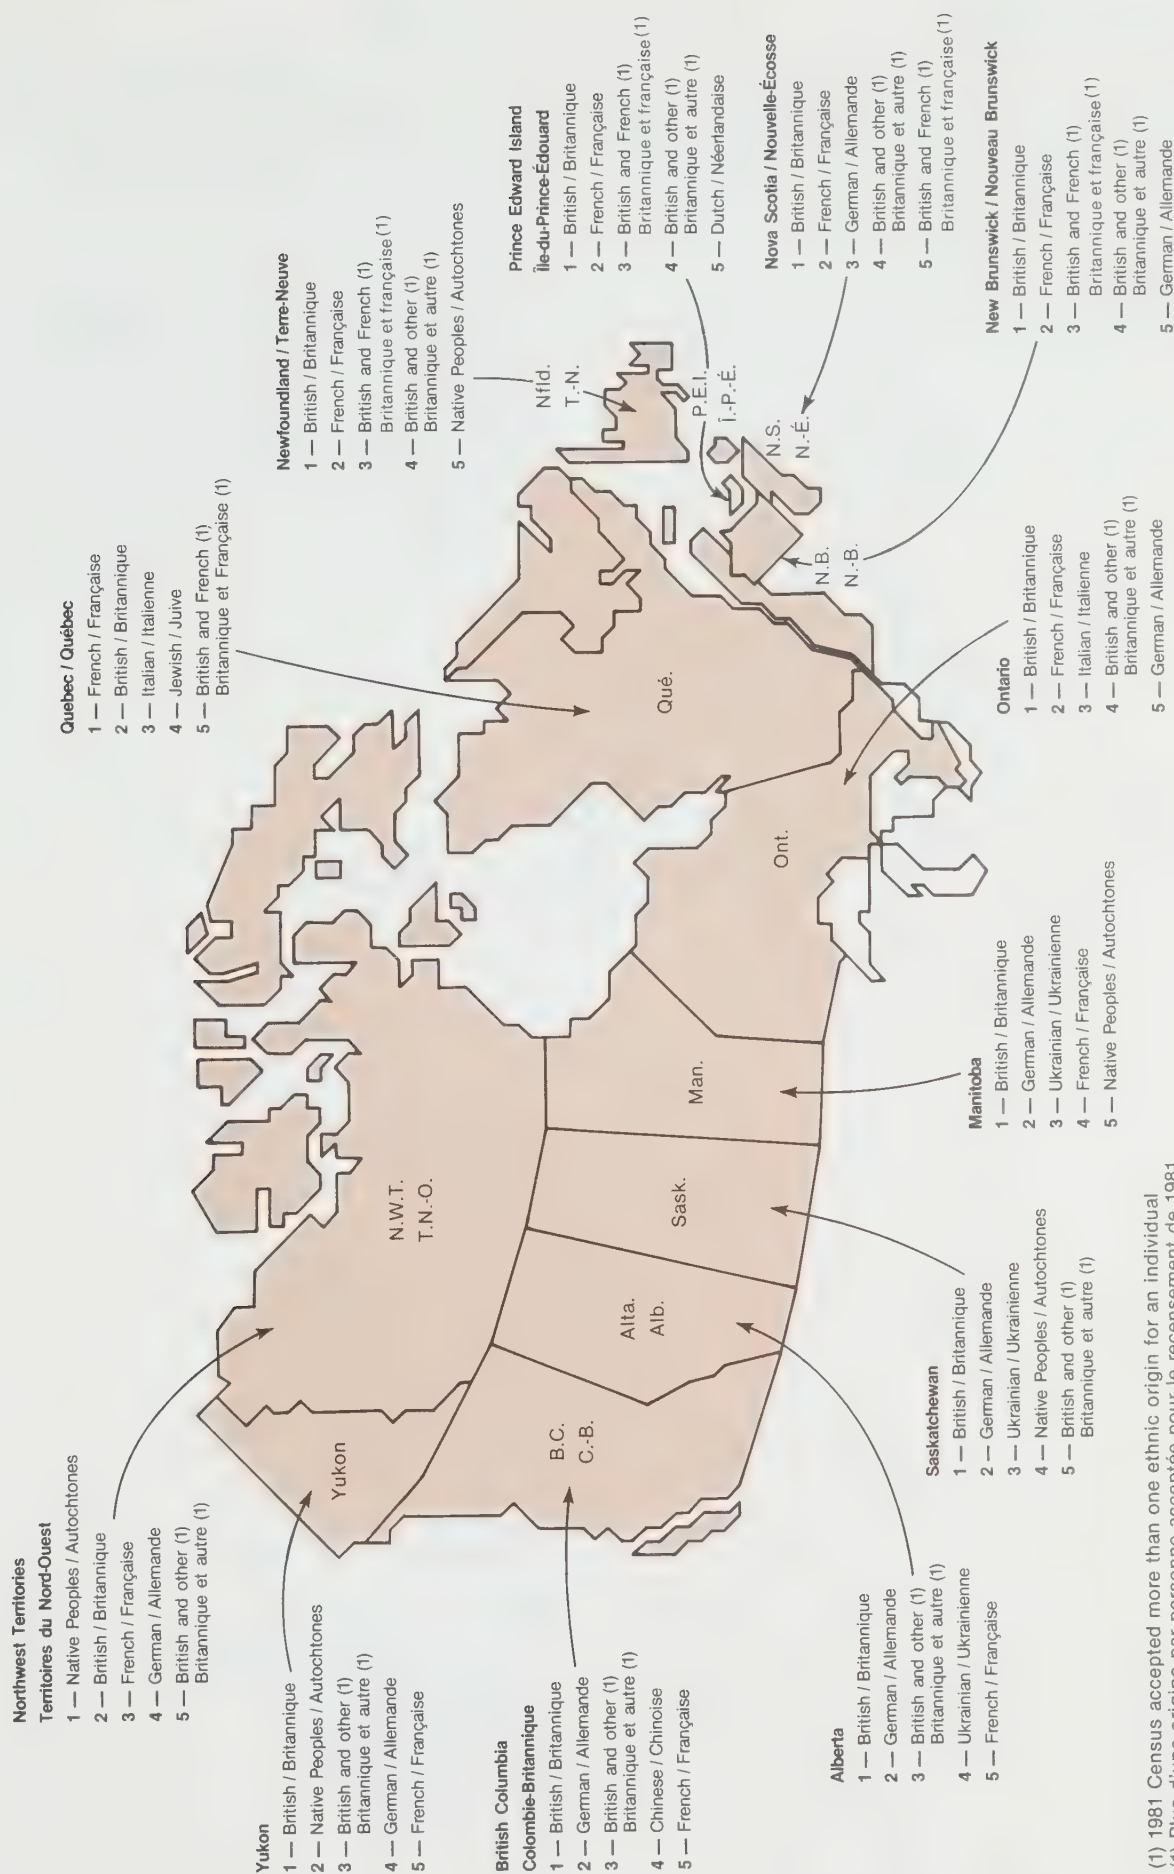 Northwest Territories
Territoires du Nord-Ouest
1 — Native Peoples / Autochtones
2 — British / Britannique
3 — French / Française
4 — German / Allemande
5 — British and other (1)
Britannique et autre (1)
Yukon
1 — British / Britannique
2 — Native Peoples / Autochtones
3 — British and other (1)
Britannique et autre (1)
4 — German / Allemande
5 — French / Française
British Columbia
Colombie-Britannique
1 — British / Britannique
2 — German / Allemande
3 — British and other (1)
Britannique et autre (1)
4 — Chinese / Chinoise
5 — French / Française
Alberta
1 — British / Britannique
2 — German / Allemande
3 — British and other (1)
Britannique et autre (1)
4 — Ukrainian / Ukrainienne
5 — French / Française
Saskatchewan
1 — British / Britannique
2 — German / Allemande
3 — Ukrainian / Ukrainienne
4 — Native Peoples / Autochtones
5 — British and other (1)
Britannique et autre (1)
Manitoba
1 — British / Britannique
2 — German / Allemande
3 — Ukrainian / Ukrainienne
4 — French / Française
5 — Native Peoples / Autochtones
Ontario
1 — British / Britannique
2 — French / Française
3 — Italian / Italienne
4 — British and other (1)
Britannique et autre (1)
5 — German / Allemande
Quebec / Québec
1 — French / Française
2 — British / Britannique
3 — Italian / Italienne
4 — Jewish / Juive
5 — British and French (1)
Britannique et Française (1)
Newfoundland / Terre-Neuve
1 — British / Britannique
2 — French / Française
3 — British and French (1)
Britannique et française (1)
4 — British and other (1)
Britannique et autre (1)
5 — Native Peoples / Autochtones
Prince Edward Island
Île-du-Prince-Édouard
1 — British / Britannique
2 — French / Française
3 — British and French (1)
Britannique et française (1)
4 — British and other (1)
Britannique et autre (1)
5 — Dutch / Néerlandaise
Nova Scotia / Nouvelle-Écosse
1 — British / Britannique
2 — French / Française
3 — German / Allemande
4 — British and other (1)
Britannique et autre (1)
5 — British and French (1)
Britannique et française (1)
New Brunswick / Nouveau Brunswick
1 — British / Britannique
2 — French / Française
3 — British and French (1)
Britannique et française (1)
4 — British and other (1)
Britannique et autre (1)
5 — German / Allemande
Yukon
N.W.T.
T.N.-O.
B.C.
C.-B.
Alta.
Alb.
Sask.
Man.
Ont.
Qué.
Nfld.
T.-N.
P.E.I.
Î.-P.-É.
N.S.
N.-É.
N.B.
N.-B.
(1) 1981 Census accepted more than one ethnic origin for an individual
(1) Plus d'une origine par personne acceptée pour le recensement de 1981